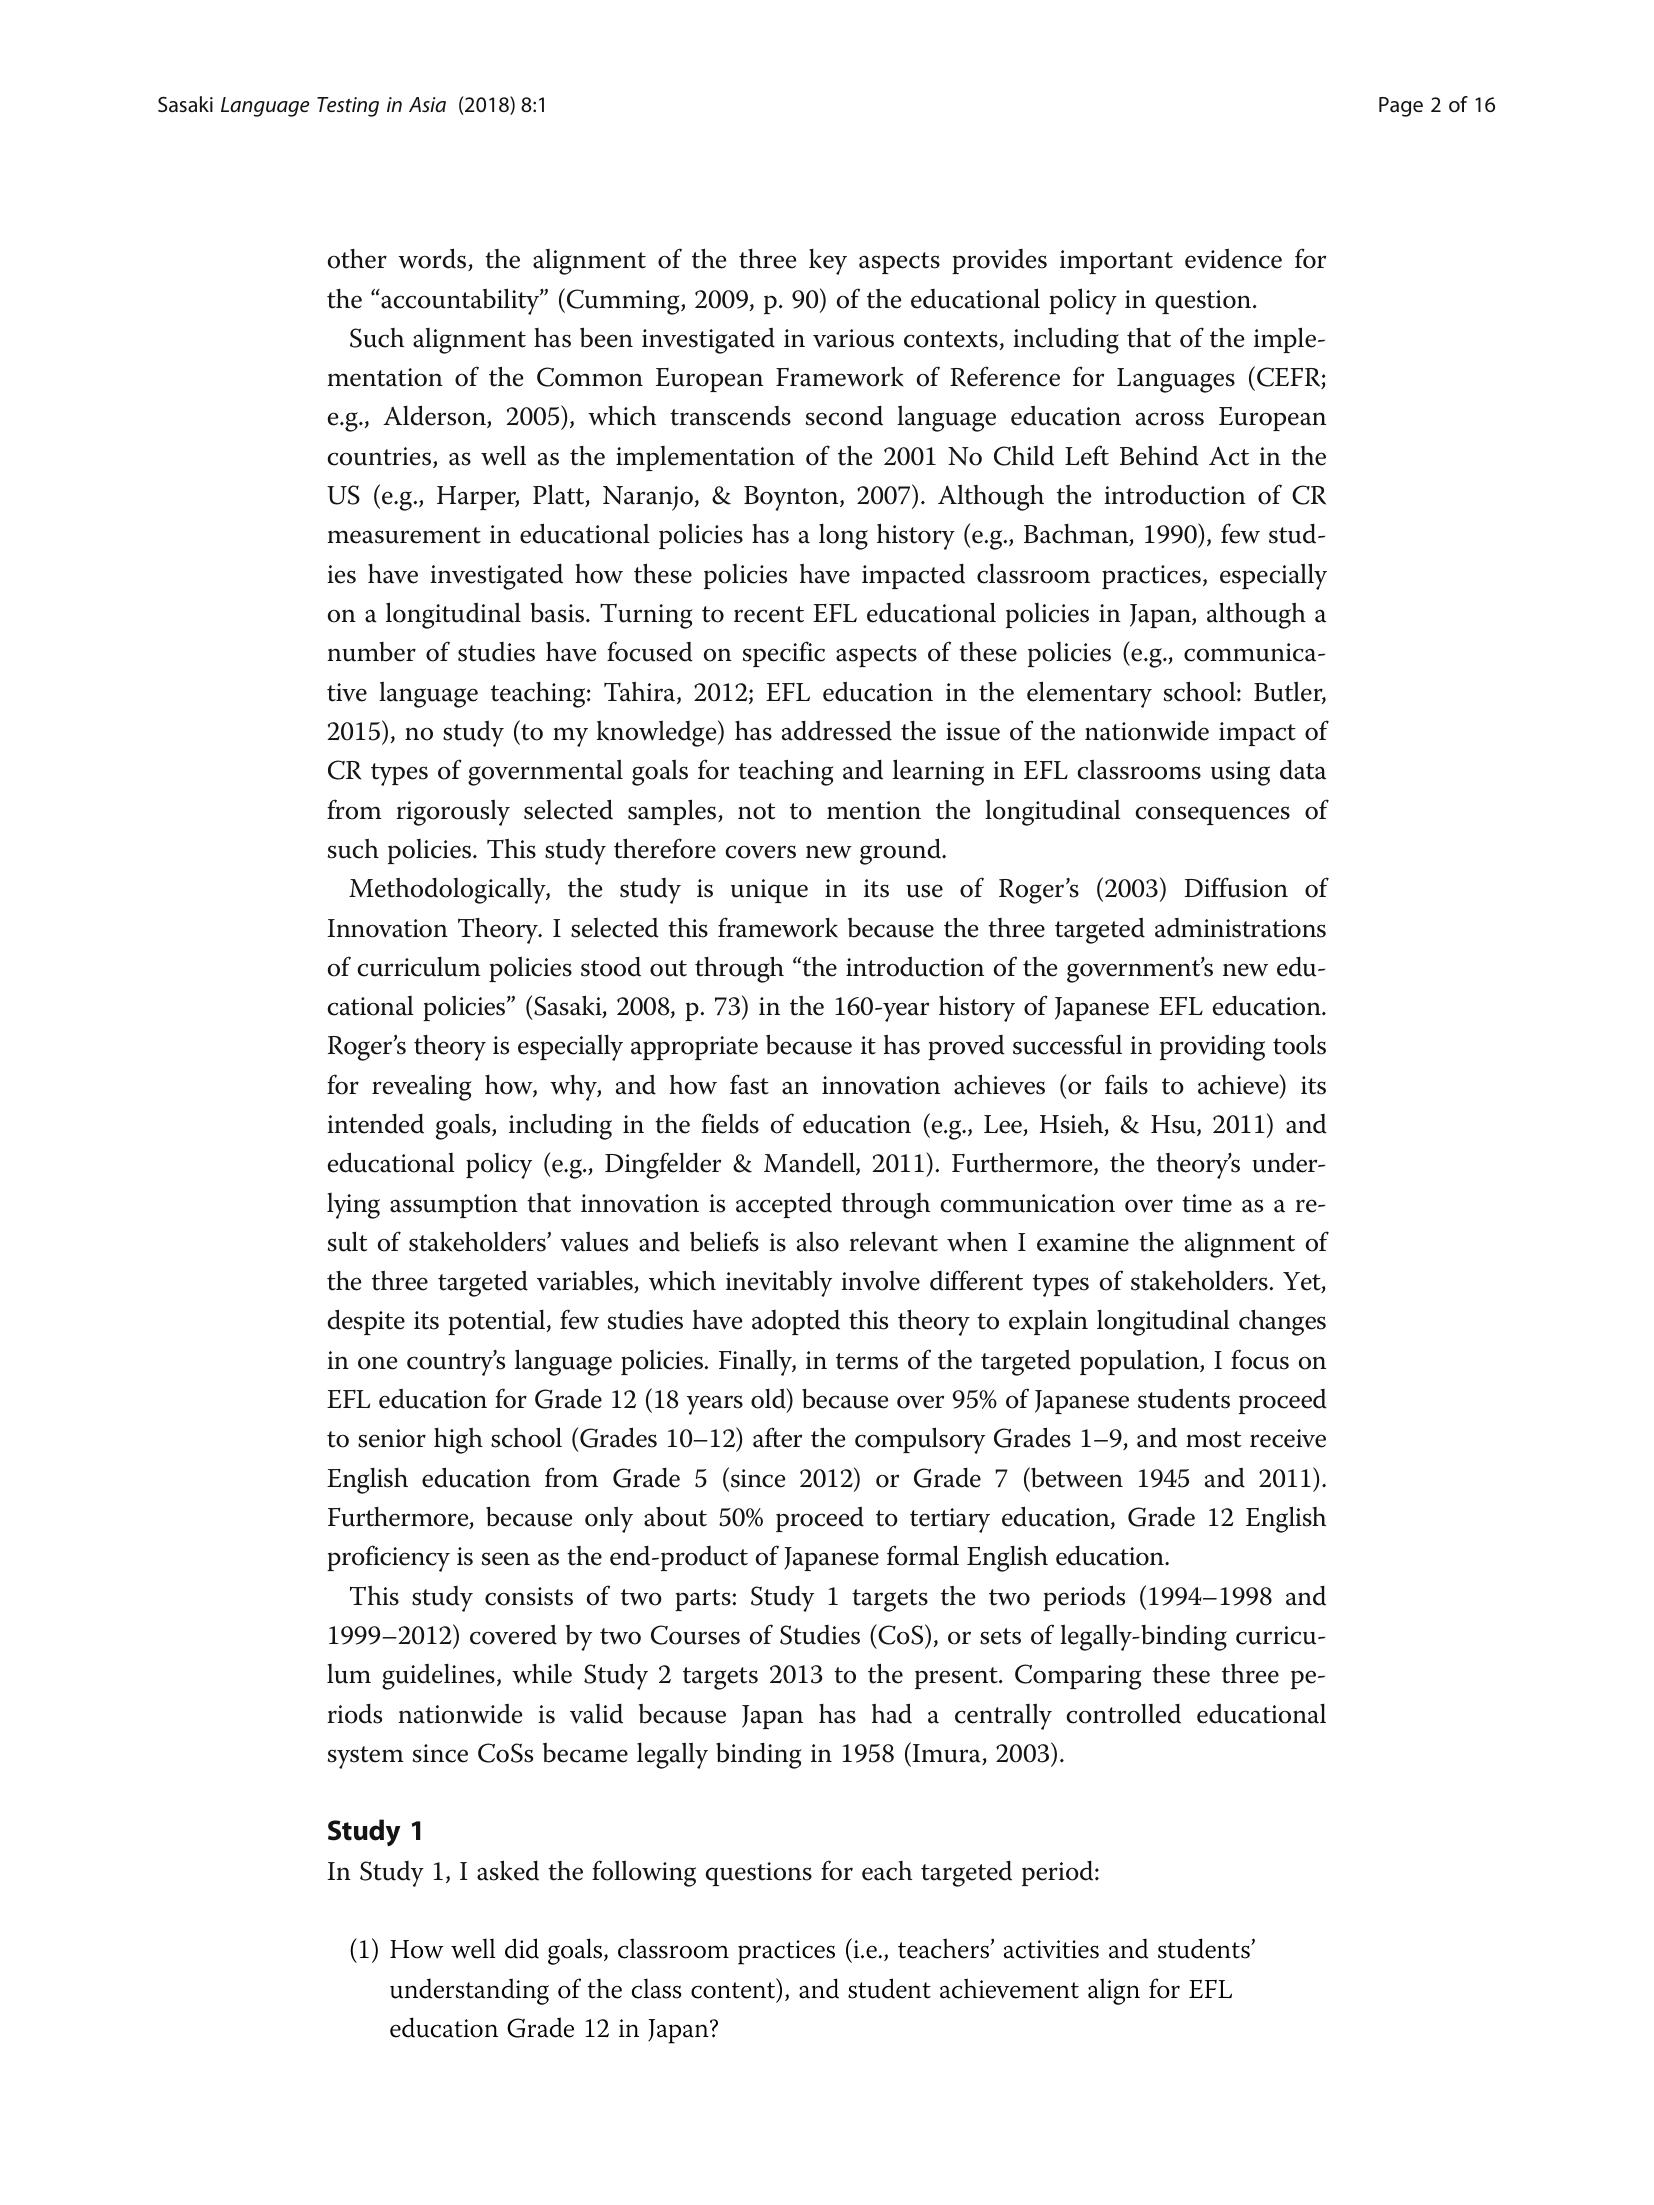 Sasaki Language Testing in Asia (2018) 8:1
Page 2 of 16
other words, the alignment of the three key aspects provides important evidence for
the “accountability” (Cumming, 2009, p. 90) of the educational policy in question.
Such alignment has been investigated in various contexts, including that of the imple-
mentation of the Common European Framework of Reference for Languages (CEFR;
e.g., Alderson, 2005), which transcends second language education across European
countries, as well as the implementation of the 2001 No Child Left Behind Act in the
US (e.g., Harper, Platt, Naranjo, & Boynton, 2007). Although the introduction of CR
measurement in educational policies has a long history (e.g., Bachman, 1990), few stud-
ies have investigated how these policies have impacted classroom practices, especially
on a longitudinal basis. Turning to recent EFL educational policies in Japan, although a
number of studies have focused on specific aspects of these policies (e.g., communica-
tive language teaching: Tahira, 2012; EFL education in the elementary school: Butler,
2015), no study (to my knowledge) has addressed the issue of the nationwide impact of
CR types of governmental goals for teaching and learning in EFL classrooms using data
from rigorously selected samples, not to mention the longitudinal consequences of
such policies. This study therefore covers new ground.
Methodologically, the study is unique in its use of Roger’s (2003) Diffusion of
Innovation Theory. I selected this framework because the three targeted administrations
of curriculum policies stood out through “the introduction of the government’s new edu-
cational policies” (Sasaki, 2008, p. 73) in the 160-year history of Japanese EFL education.
Roger’s theory is especially appropriate because it has proved successful in providing tools
for revealing how, why, and how fast an innovation achieves (or fails to achieve) its
intended goals, including in the fields of education (e.g., Lee, Hsieh, & Hsu, 2011) and
educational policy (e.g., Dingfelder & Mandell, 2011). Furthermore, the theory’s under-
lying assumption that innovation is accepted through communication over time as a re-
sult of stakeholders’ values and beliefs is also relevant when I examine the alignment of
the three targeted variables, which inevitably involve different types of stakeholders. Yet,
despite its potential, few studies have adopted this theory to explain longitudinal changes
in one country’s language policies. Finally, in terms of the targeted population, I focus on
EFL education for Grade 12 (18 years old) because over 95% of Japanese students proceed
to senior high school (Grades 10–12) after the compulsory Grades 1–9, and most receive
English education from Grade 5 (since 2012) or Grade 7 (between 1945 and 2011).
Furthermore, because only about 50% proceed to tertiary education, Grade 12 English
proficiency is seen as the end-product of Japanese formal English education.
This study consists of two parts: Study 1 targets the two periods (1994–1998 and
1999–2012) covered by two Courses of Studies (CoS), or sets of legally-binding curricu-
lum guidelines, while Study 2 targets 2013 to the present. Comparing these three pe-
riods nationwide is valid because Japan has had a centrally controlled educational
system since CoSs became legally binding in 1958 (Imura, 2003).
Study 1
In Study 1, I asked the following questions for each targeted period:
(1) How well did goals, classroom practices (i.e., teachers’ activities and students’
understanding of the class content), and student achievement align for EFL
education Grade 12 in Japan?